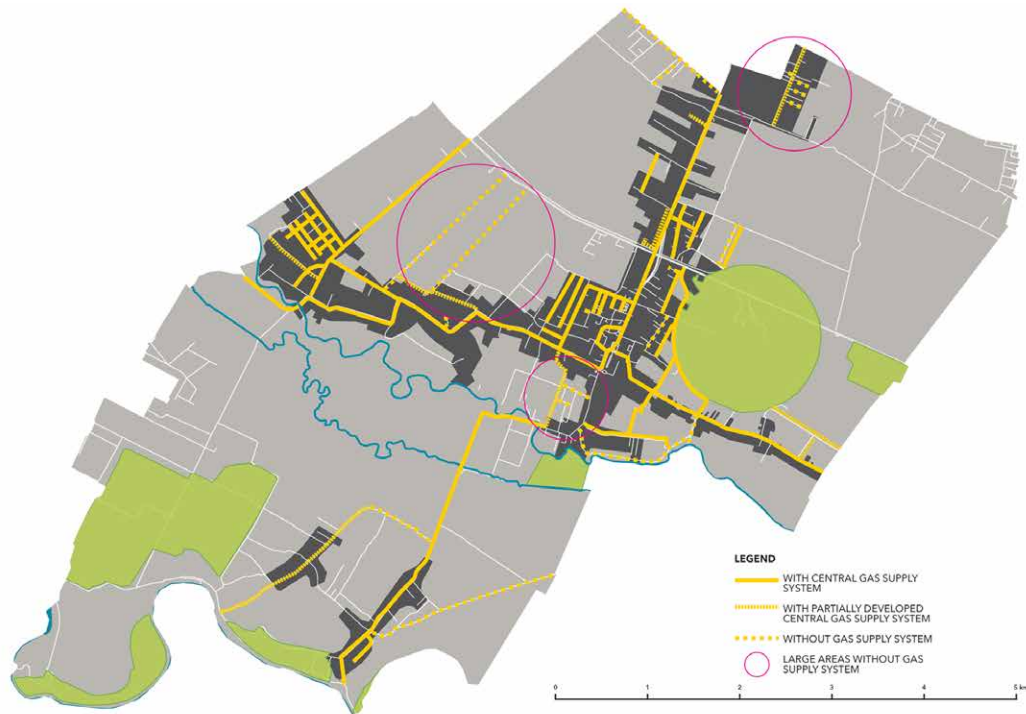 LEGEND
WITH CENTRAL GAS SUPPLY
SYSTEM
WITH PARTIALLY DEVELOPED
CENTRAL GAS SUPPLY SYSTEM
WITHOUT GAS SUPPLY SYSTEM
LARGE AREAS WITHOUT GAS
SUPPLY SYSTEM
0 1 2 3 4 5